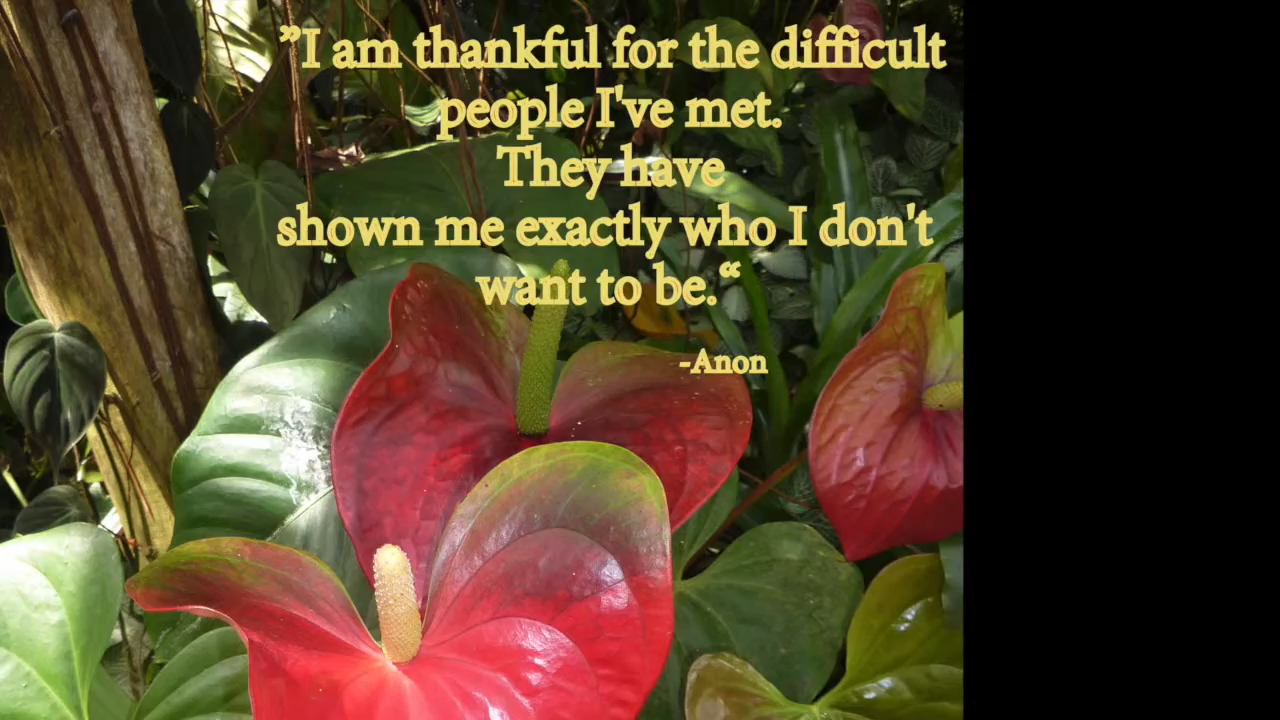 ”I am thankful for the difficult
people I've met.
They have
shown me exactly who I don't
want to be.“
-Anon